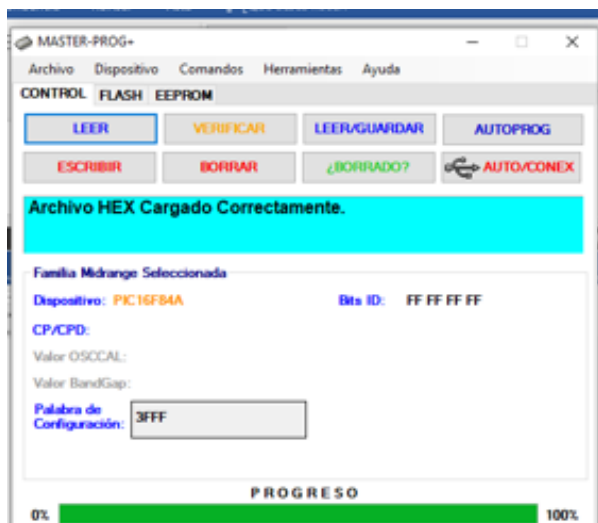 MASTER-PROG+
Archivo Dispositivo Comandos Herramientas Ayuda
CONTROL FLASH EEPROM
LEER VERIFICAR LEER/GUARDAR AUTOPROG
ESCRIBIR BORRAR ¿BORRADO? AUTO/CONEX
Archivo HEX Cargado Correctamente.
Familia Midrange Seleccionada
Dispositivo: PIC16F84A Bits ID: FF FF FF FF
CP/CPD:
Valor OSCCAL:
Valor BandGap:
Palabra de
Configuración: 3FFF
PROGRESO
0% 100%